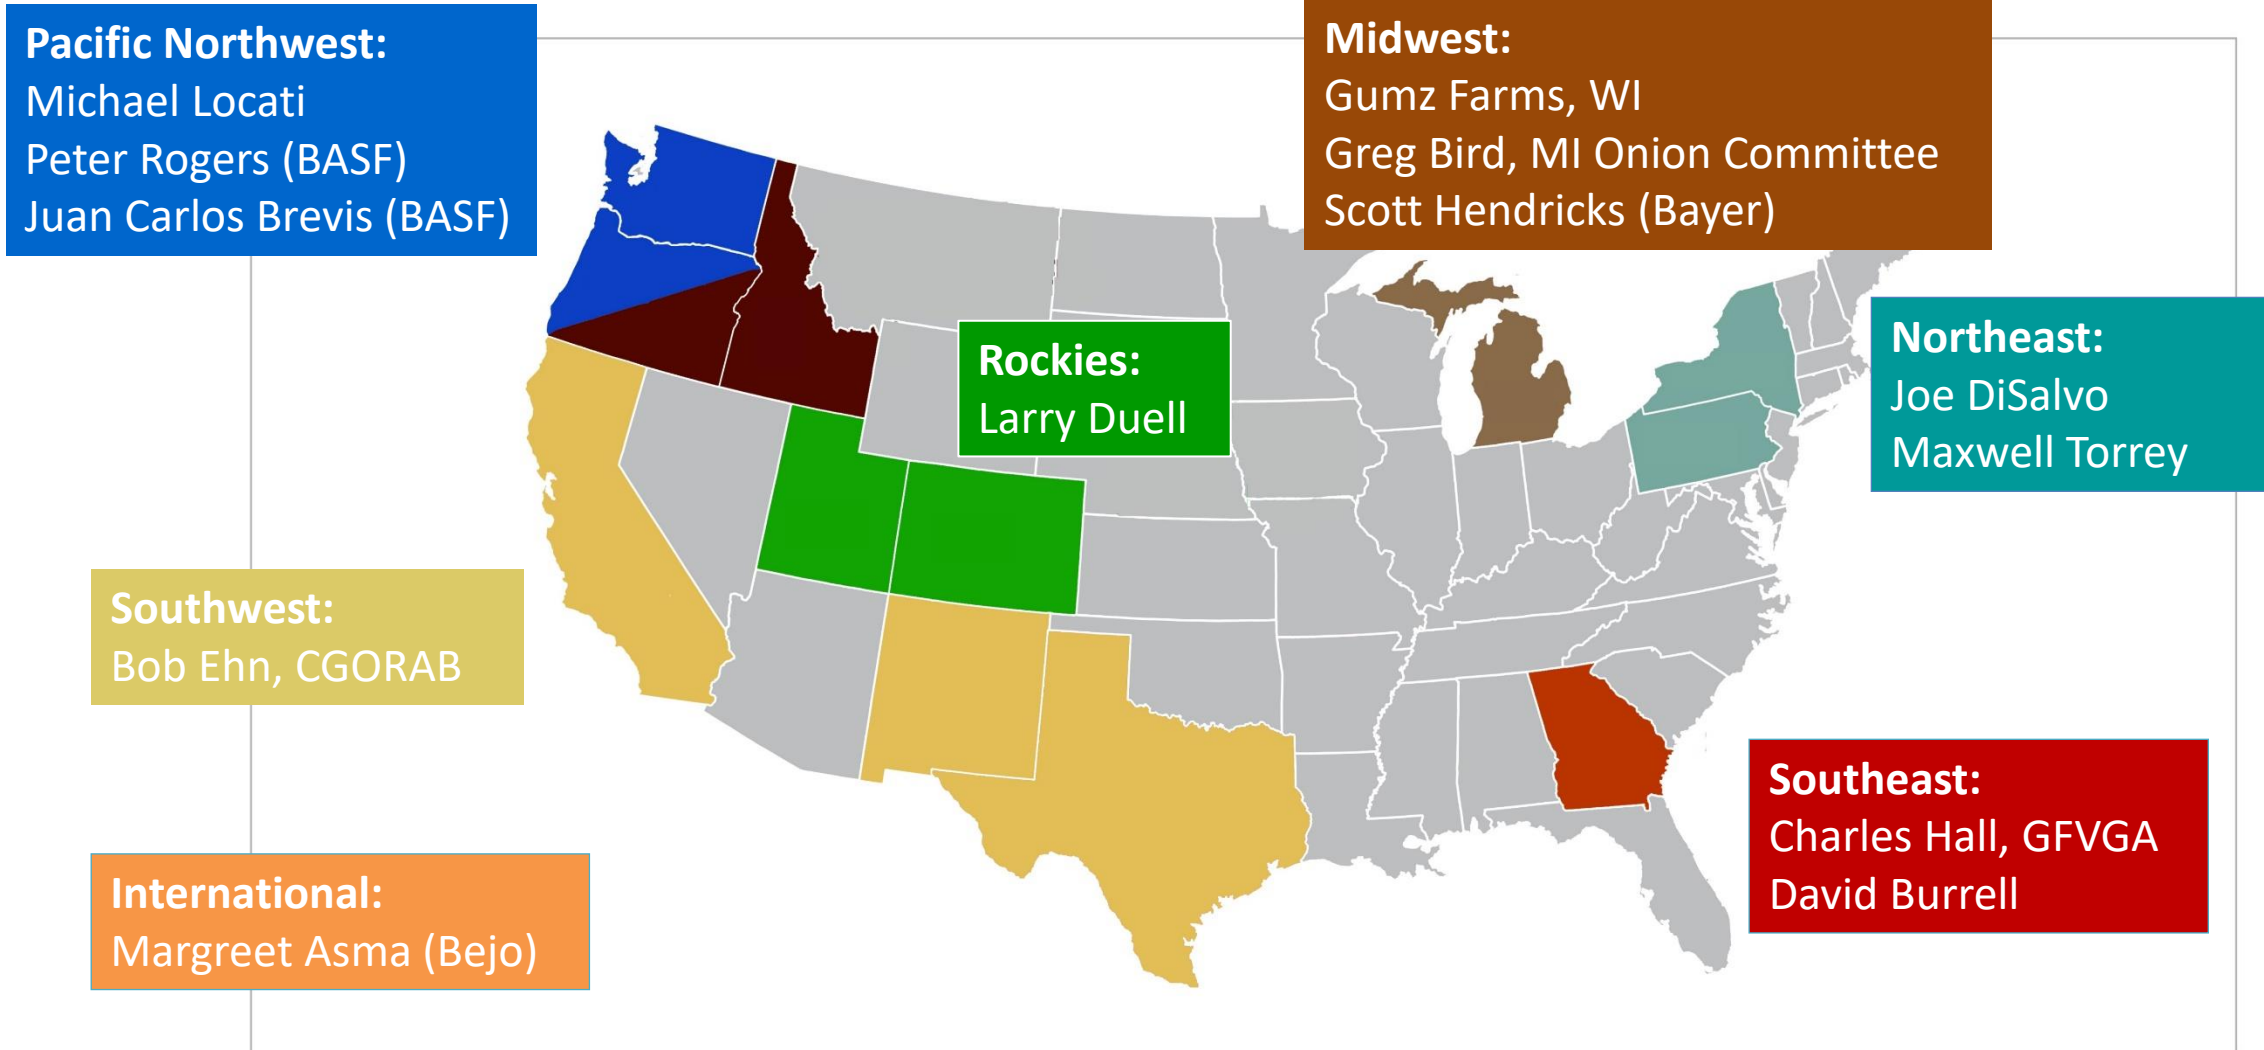 Pacific Northwest:
Michael Locati
Peter Rogers (BASF)
Juan Carlos Brevis (BASF)
Midwest:
Gumz Farms, WI
Greg Bird, MI Onion Committee
Scott Hendricks (Bayer)
Rockies:
Larry Duell
Northeast:
Joe DiSalvo
Maxwell Torrey
Southwest:
Bob Ehn, CGORAB
Southeast:
Charles Hall, GFVGA
David Burrell
International:
Margreet Asma (Bejo)